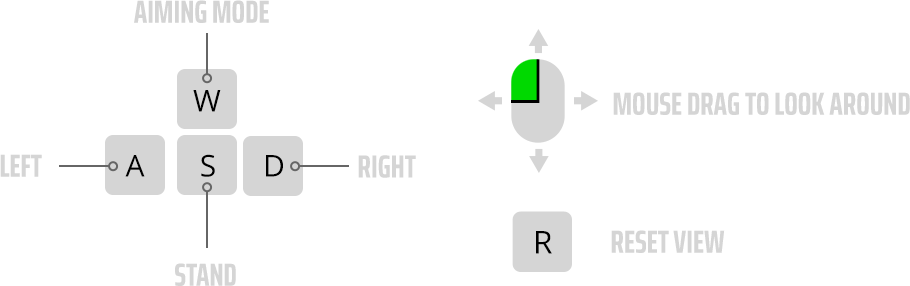 AIMING MODE
W
LEFT
A
S
D
RIGHT
STAND
MOUSE DRAG TO LOOK AROUND
R
RESET VIEW